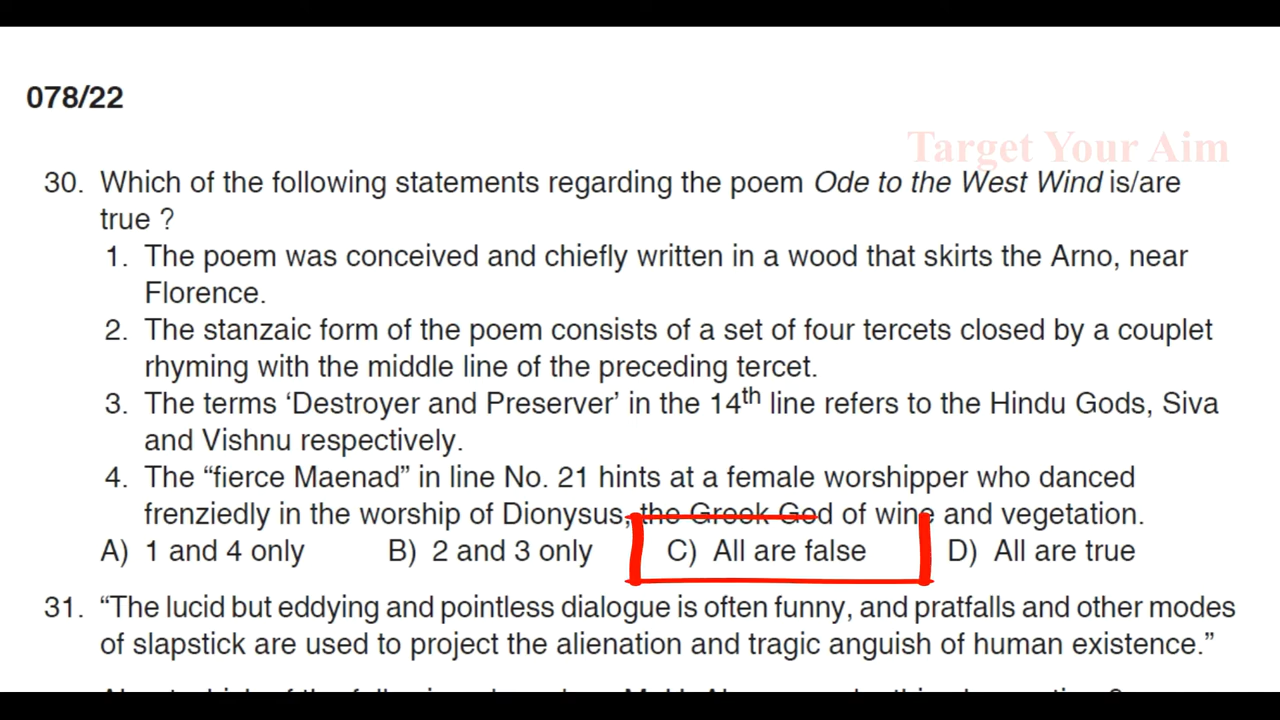 078/22
Target Your Aim
30. Which of the following statements regarding the poem Ode to the West Wind is/are
true ?
1. The poem was conceived and chiefly written in a wood that skirts the Arno, near
Florence.
2. The stanzaic form of the poem consists of a set of four tercets closed by a couplet
rhyming with the middle line of the preceding tercet.
3. The terms ‘Destroyer and Preserver’ in the 14th line refers to the Hindu Gods, Siva
and Vishnu respectively.
4. The “fierce Maenad” in line No. 21 hints at a female worshipper who danced
frenziedly in the worship of Dionysus, the Greek God of wine and vegetation.
A) 1 and 4 only B) 2 and 3 only C) All are false D) All are true
31. “The lucid but eddying and pointless dialogue is often funny, and pratfalls and other modes
of slapstick are used to project the alienation and tragic anguish of human existence.”